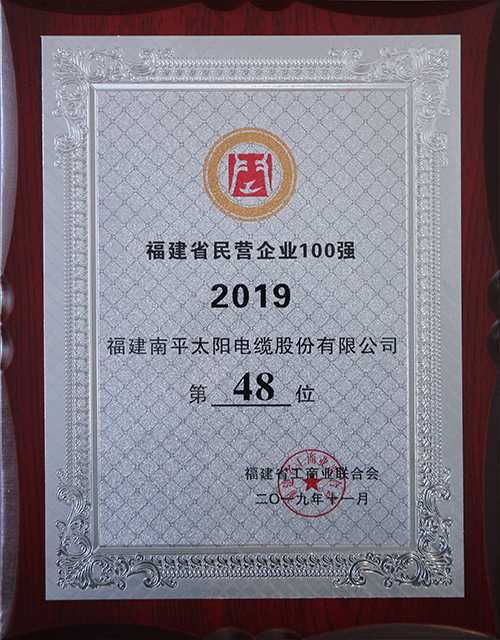 福建省民营企业100强
2019
福建南平太阳电缆股份有限公司
第 48 位
福建省工商业联合会
二〇一九年十一月